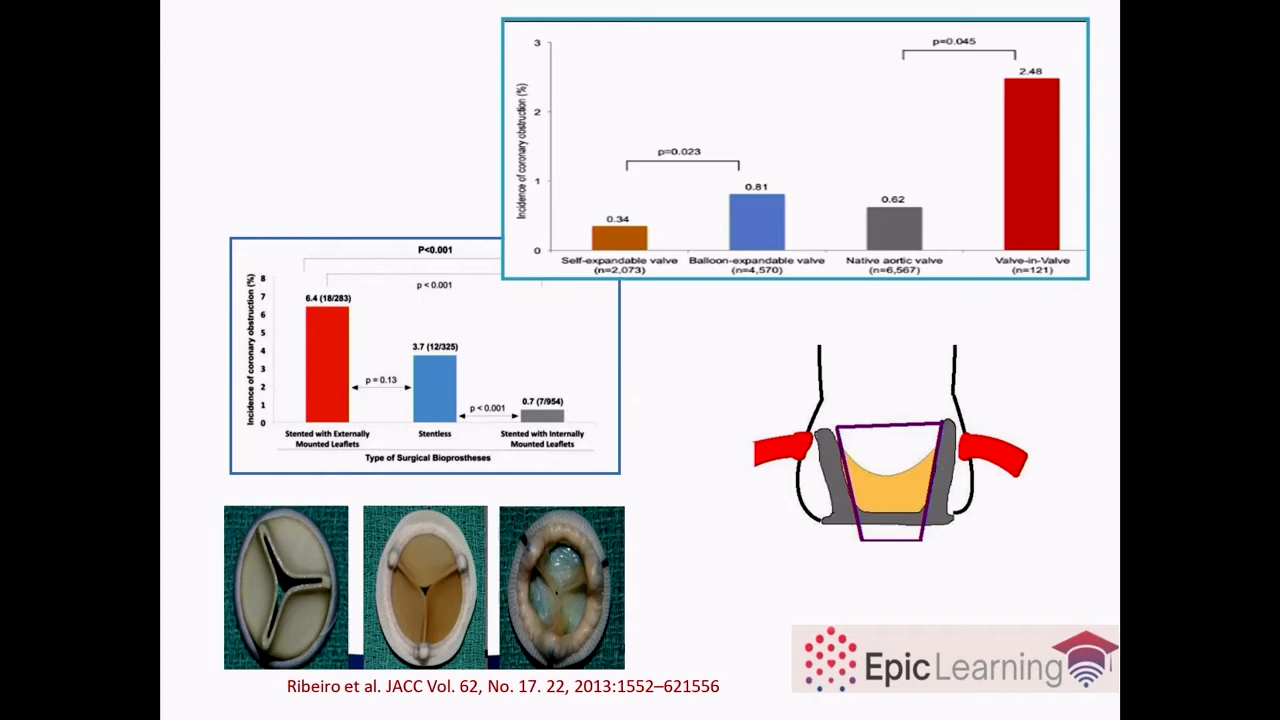 p=0.045
3
2.48
2
p=0.023
1
0.81
0.62
0.34
0
Incidence of coronary obstruction (%)
Self-expandable valve Balloon-expandable valve Native aortic valve Valve-in-Valve
(n=2,073) (n=4,570) (n=6,567) (n=121)
P<0.001
p < 0.001
8
7
6
5
4
3
2
1
0
Incidence of coronary obstruction (%)
6.4 (18/283)
3.7 (12/325)
p = 0.13
0.7 (7/954)
p < 0.001
Stented with Externally Stentless Stented with Internally
Mounted Leaflets Mounted Leaflets
Type of Surgical Bioprostheses
Ribeiro et al. JACC Vol. 62, No. 17. 22, 2013:1552–621556
Epic Learning